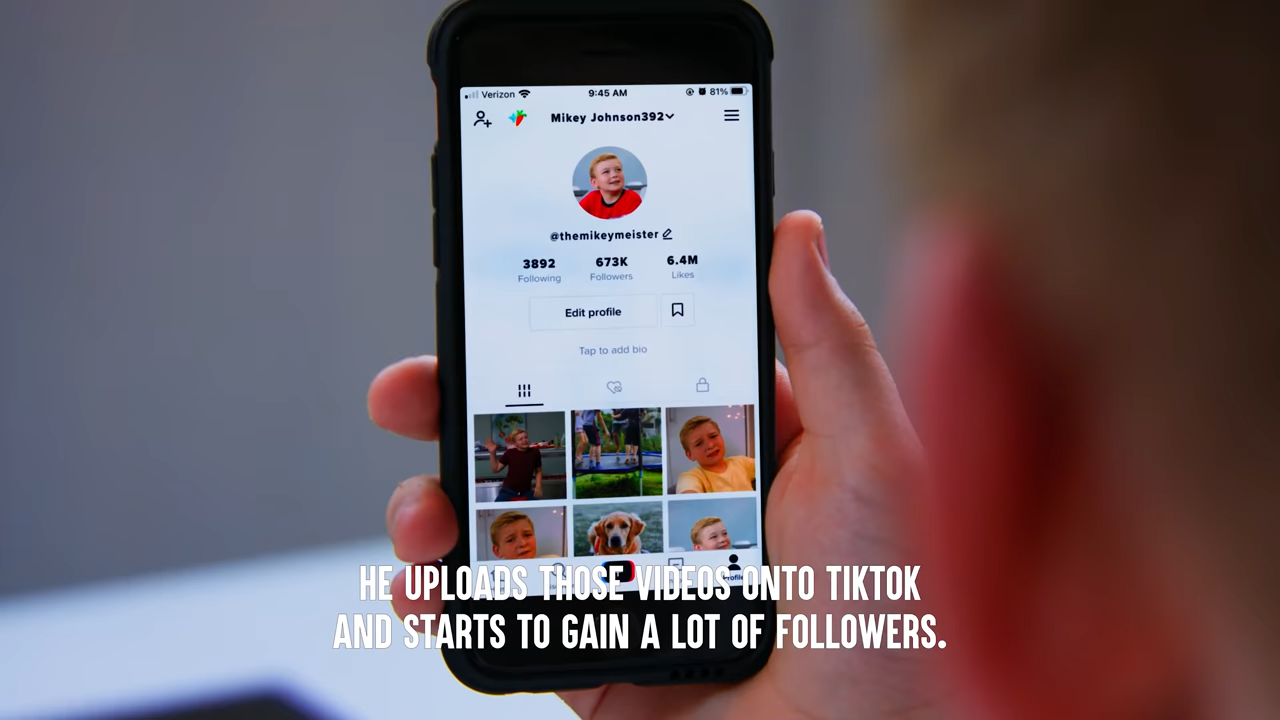 Verizon 9:45 AM 81%
Mikey Johnson392
@themikeymeister
3892 673K 6.4M
Following Followers Likes
Edit profile
Tap to add bio
Profile
HE UPLOADS THOSE VIDEOS ONTO TIKTOK
AND STARTS TO GAIN A LOT OF FOLLOWERS.